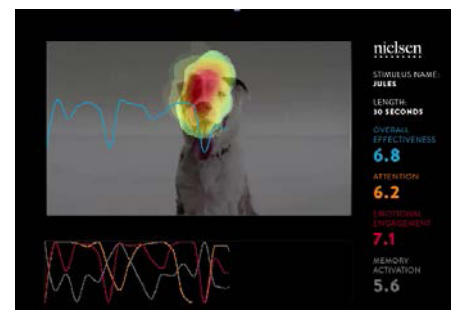 nielsen
STIMULUS NAME:
JULES
LENGTH:
30 SECONDS
OVERALL
EFFECTIVENESS
6.8
ATTENTION
6.2
EMOTIONAL
ENGAGEMENT
7.1
MEMORY
ACTIVATION
5.6